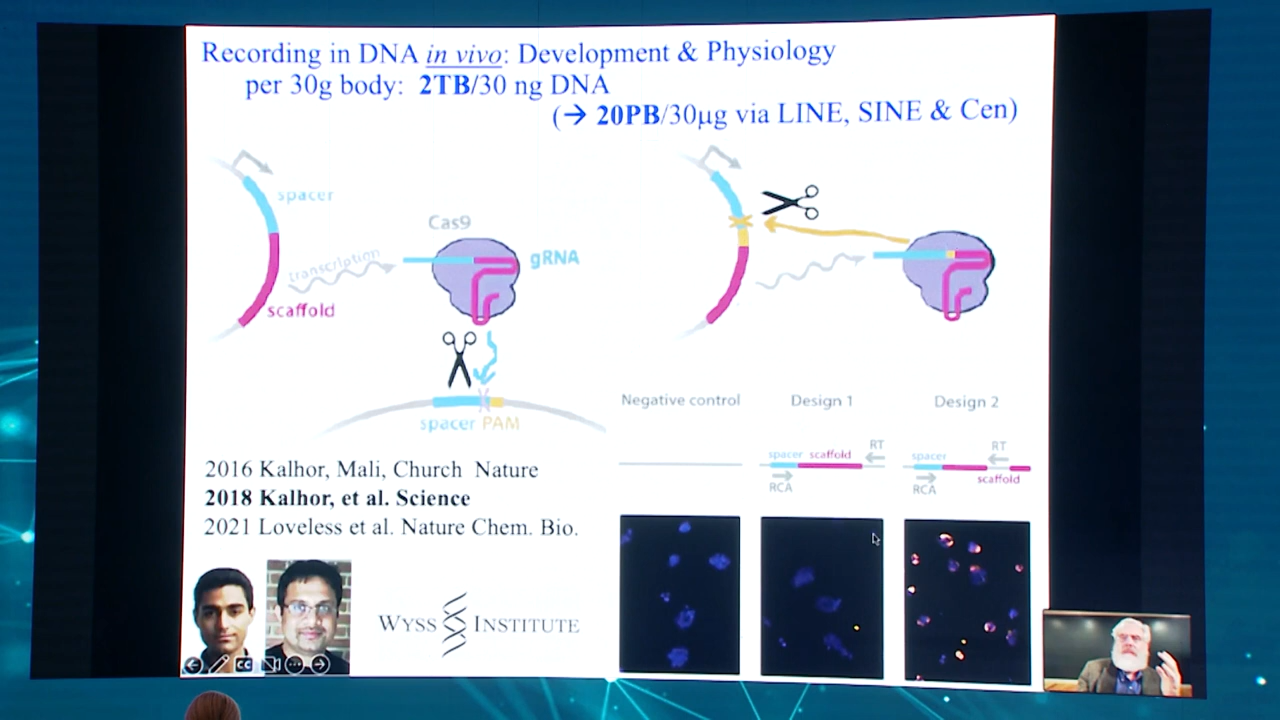 Recording in DNA in vivo: Development & Physiology
per 30g body: 2TB/30 ng DNA
(→ 20PB/30µg via LINE, SINE & Cen)
spacer
Cas9
transcription
gRNA
scaffold
spacer PAM
Negative control
Design 1
Design 2
spacer scaffold
RT
RCA
spacer
RT
RCA
scaffold
2016 Kalhor, Mali, Church Nature
2018 Kalhor, et al. Science
2021 Loveless et al. Nature Chem. Bio.
WYSS INSTITUTE
CC